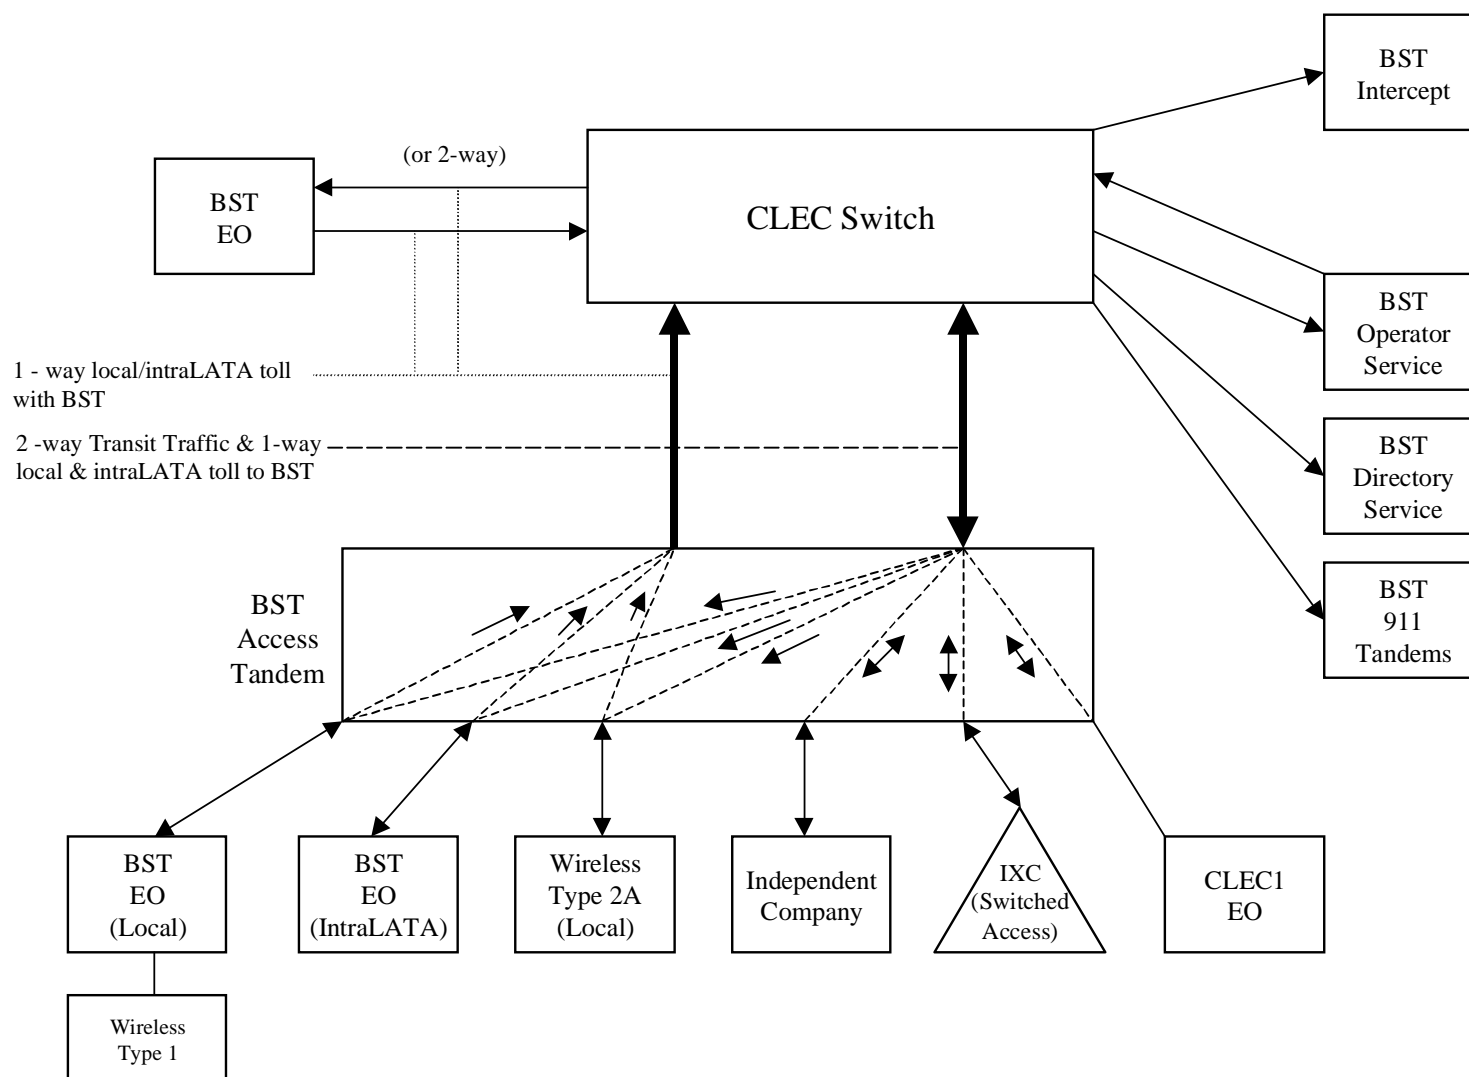 BST
Intercept
(or 2-way)
BST
EO
CLEC Switch
BST
Operator
Service
1 - way local/intraLATA toll
with BST
2 -way Transit Traffic & 1-way
local & intraLATA toll to BST
BST
Directory
Service
BST
911
Tandems
BST
Access
Tandem
BST
EO
(Local)
BST
EO
(IntraLATA)
Wireless
Type 2A
(Local)
Independent
Company
IXC
(Switched
Access)
CLEC1
EO
Wireless
Type 1